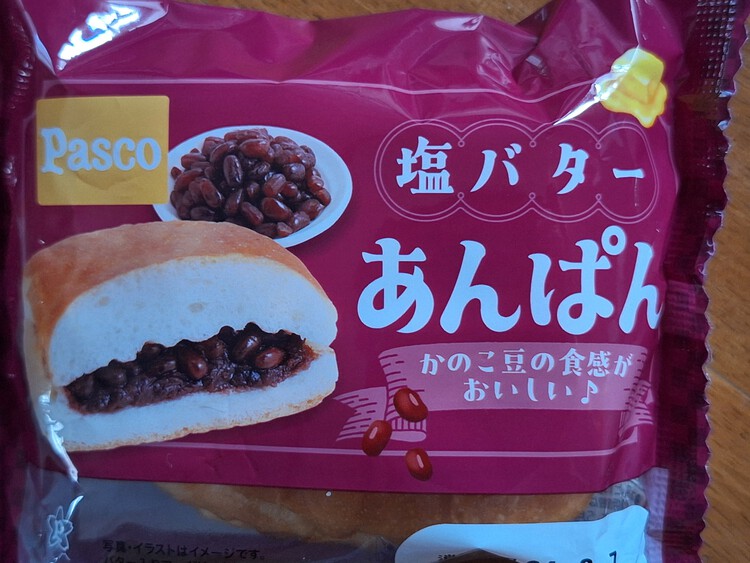 Pasco
塩バター
あんぱん
かのこ豆の食感が
おいしい♪
写真・イラストはイメージです。